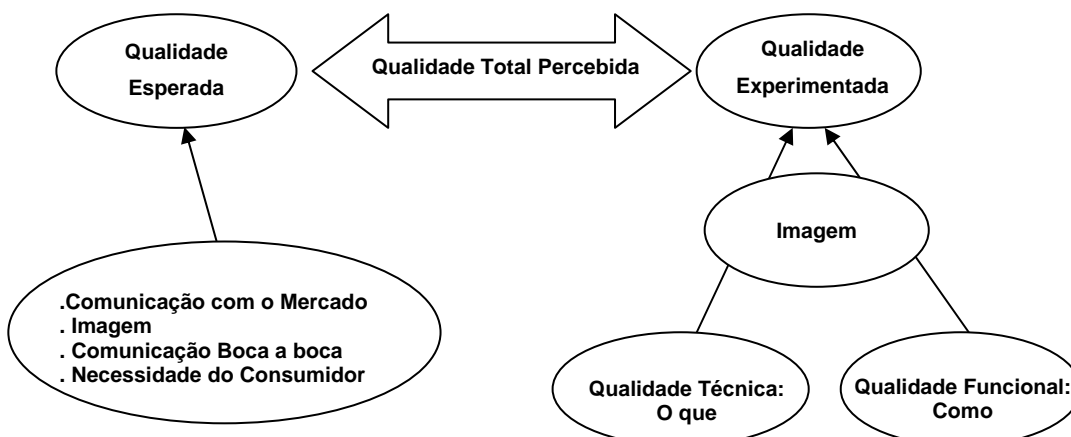 Qualidade
Esperada
Qualidade Total Percebida
Qualidade
Experimentada
Imagem
.Comunicação com o Mercado
. Imagem
. Comunicação Boca a boca
. Necessidade do Consumidor
Qualidade Técnica:
O que
Qualidade Funcional:
Como